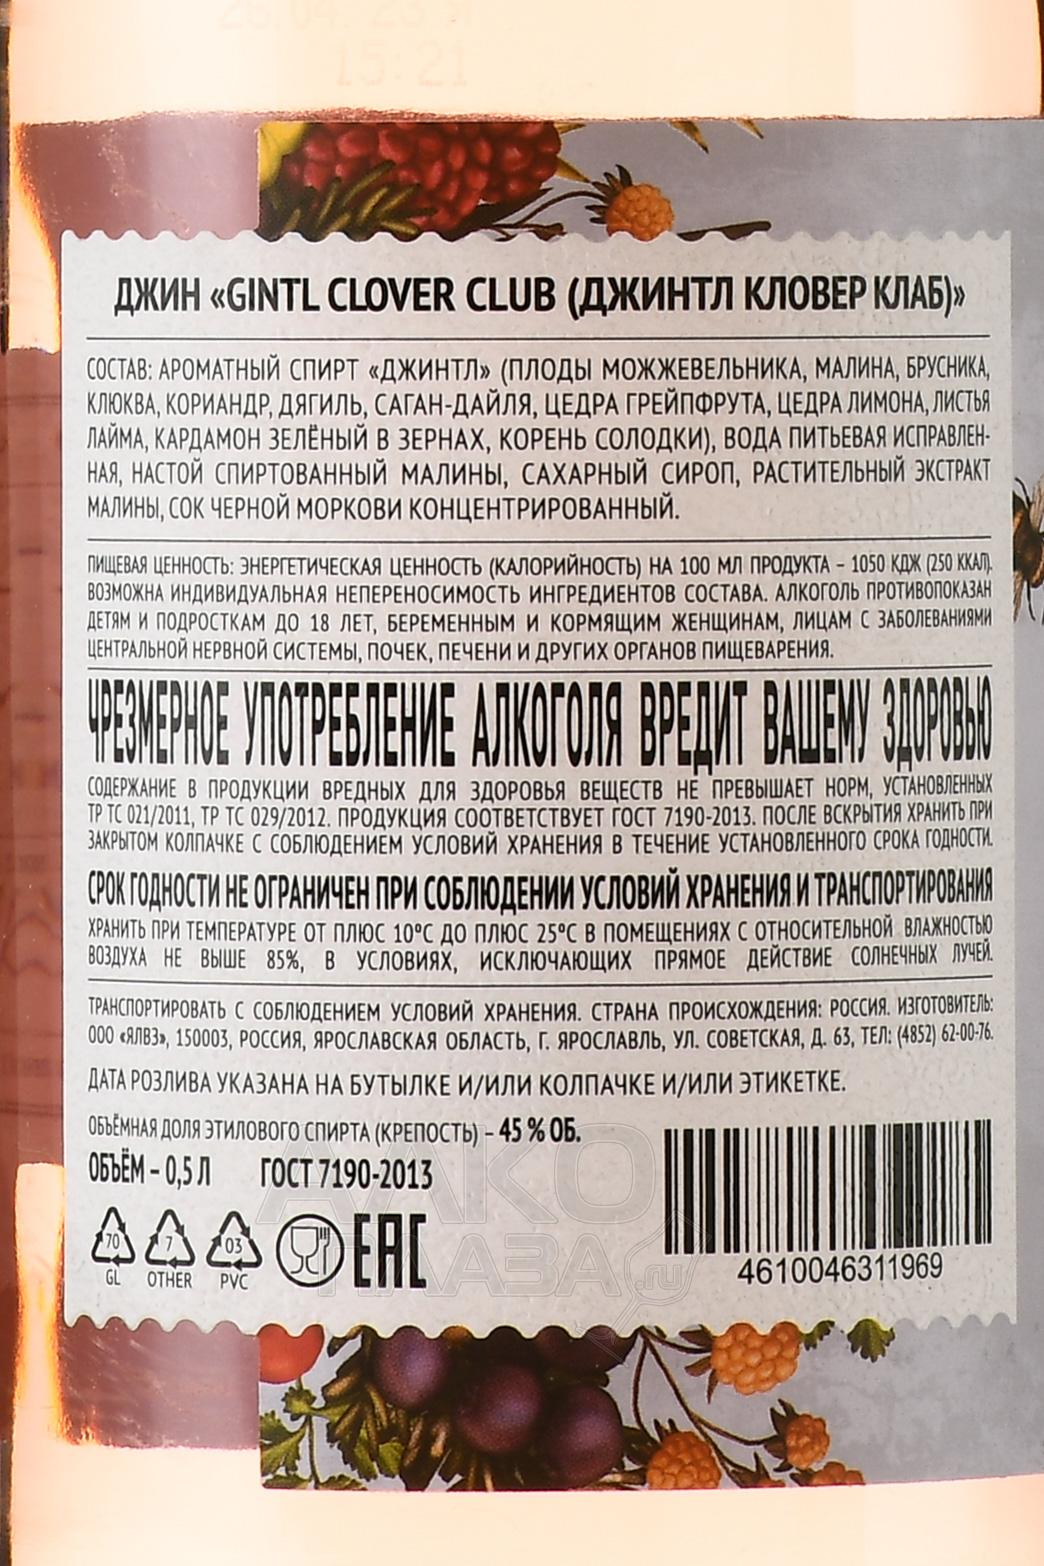 15:21
ДЖИН «GINTL CLOVER CLUB (ДЖИНТЛ КЛОВЕР КЛАБ)»
СОСТАВ: АРОМАТНЫЙ СПИРТ «ДЖИНТЛ» (ПЛОДЫ МОЖЖЕВЕЛЬНИКА, МАЛИНА, БРУСНИКА,
КЛЮКВА, КОРИАНДР, ДЯГИЛЬ, САГАН-ДАЙЛЯ, ЦЕДРА ГРЕЙПФРУТА, ЦЕДРА ЛИМОНА, ЛИСТЬЯ
ЛАЙМА, КАРДАМОН ЗЕЛЁНЫЙ В ЗЕРНАХ, КОРЕНЬ СОЛОДКИ), ВОДА ПИТЬЕВАЯ ИСПРАВЛЕН-
НАЯ, НАСТОЙ СПИРТОВАННЫЙ МАЛИНЫ, САХАРНЫЙ СИРОП, РАСТИТЕЛЬНЫЙ ЭКСТРАКТ
МАЛИНЫ, СОК ЧЕРНОЙ МОРКОВИ КОНЦЕНТРИРОВАННЫЙ.
ПИЩЕВАЯ ЦЕННОСТЬ: ЭНЕРГЕТИЧЕСКАЯ ЦЕННОСТЬ (КАЛОРИЙНОСТЬ) НА 100 МЛ ПРОДУКТА – 1050 КДЖ (250 ККАЛ).
ВОЗМОЖНА ИНДИВИДУАЛЬНАЯ НЕПЕРЕНОСИМОСТЬ ИНГРЕДИЕНТОВ СОСТАВА. АЛКОГОЛЬ ПРОТИВОПОКАЗАН
ДЕТЯМ И ПОДРОСТКАМ ДО 18 ЛЕТ, БЕРЕМЕННЫМ И КОРМЯЩИМ ЖЕНЩИНАМ, ЛИЦАМ С ЗАБОЛЕВАНИЯМИ
ЦЕНТРАЛЬНОЙ НЕРВНОЙ СИСТЕМЫ, ПОЧЕК, ПЕЧЕНИ И ДРУГИХ ОРГАНОВ ПИЩЕВАРЕНИЯ.
ЧРЕЗМЕРНОЕ УПОТРЕБЛЕНИЕ АЛКОГОЛЯ ВРЕДИТ ВАШЕМУ ЗДОРОВЬЮ
СОДЕРЖАНИЕ В ПРОДУКЦИИ ВРЕДНЫХ ДЛЯ ЗДОРОВЬЯ ВЕЩЕСТВ НЕ ПРЕВЫШАЕТ НОРМ, УСТАНОВЛЕННЫХ
ТР ТС 021/2011, ТР ТС 029/2012. ПРОДУКЦИЯ СООТВЕТСТВУЕТ ГОСТ 7190-2013. ПОСЛЕ ВСКРЫТИЯ ХРАНИТЬ ПРИ
ЗАКРЫТОМ КОЛПАЧКЕ С СОБЛЮДЕНИЕМ УСЛОВИЙ ХРАНЕНИЯ В ТЕЧЕНИЕ УСТАНОВЛЕННОГО СРОКА ГОДНОСТИ.
СРОК ГОДНОСТИ НЕ ОГРАНИЧЕН ПРИ СОБЛЮДЕНИИ УСЛОВИЙ ХРАНЕНИЯ И ТРАНСПОРТИРОВАНИЯ
ХРАНИТЬ ПРИ ТЕМПЕРАТУРЕ ОТ ПЛЮС 10°С ДО ПЛЮС 25°С В ПОМЕЩЕНИЯХ С ОТНОСИТЕЛЬНОЙ ВЛАЖНОСТЬЮ
ВОЗДУХА НЕ ВЫШЕ 85%, В УСЛОВИЯХ, ИСКЛЮЧАЮЩИХ ПРЯМОЕ ДЕЙСТВИЕ СОЛНЕЧНЫХ ЛУЧЕЙ.
ТРАНСПОРТИРОВАТЬ С СОБЛЮДЕНИЕМ УСЛОВИЙ ХРАНЕНИЯ. СТРАНА ПРОИСХОЖДЕНИЯ: РОССИЯ. ИЗГОТОВИТЕЛЬ:
ООО «ЯЛВЗ», 150003, РОССИЯ, ЯРОСЛАВСКАЯ ОБЛАСТЬ, Г. ЯРОСЛАВЛЬ, УЛ. СОВЕТСКАЯ, Д. 63, ТЕЛ: (4852) 62-00-76.
ДАТА РОЗЛИВА УКАЗАНА НА БУТЫЛКЕ И/ИЛИ КОЛПАЧКЕ И/ИЛИ ЭТИКЕТКЕ.
ОБЪЁМНАЯ ДОЛЯ ЭТИЛОВОГО СПИРТА (КРЕПОСТЬ) – 45 % ОБ.
ОБЪЁМ – 0,5 Л ГОСТ 7190-2013
АЛКО
ПЛАЗА.ru
70 7 03
GL OTHER PVC
ЕАС
4610046311969